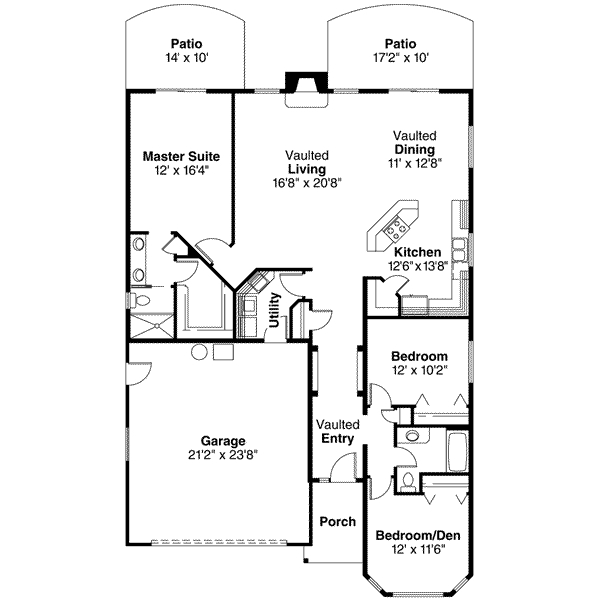 Patio
14' x 10'
Patio
17'2" x 10'
Master Suite
12' x 16'4"
Vaulted
Living
16'8" x 20'8"
Vaulted
Dining
11' x 12'8"
Kitchen
12'6" x 13'8"
Utility
Bedroom
12' x 10'2"
Garage
21'2" x 23'8"
Vaulted
Entry
Porch
Bedroom/Den
12' x 11'6"